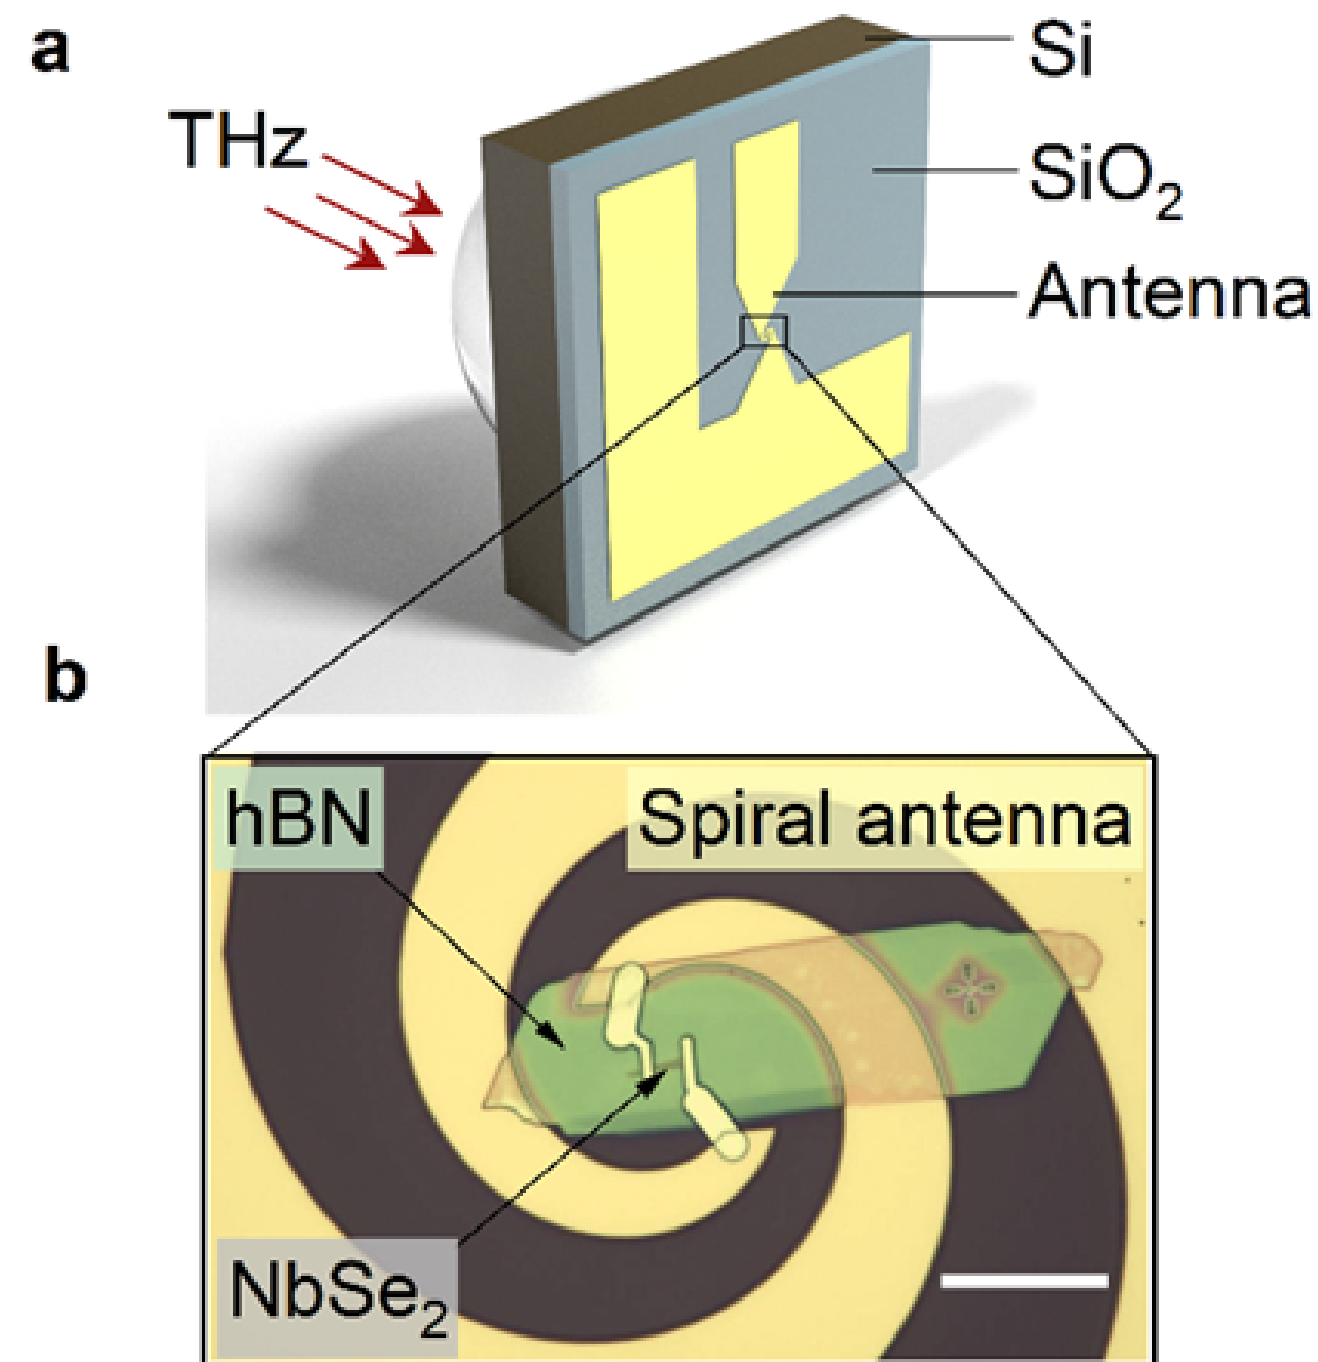 a
Si
THz
SiO₂
Antenna
b
hBN
Spiral antenna
NbSe₂